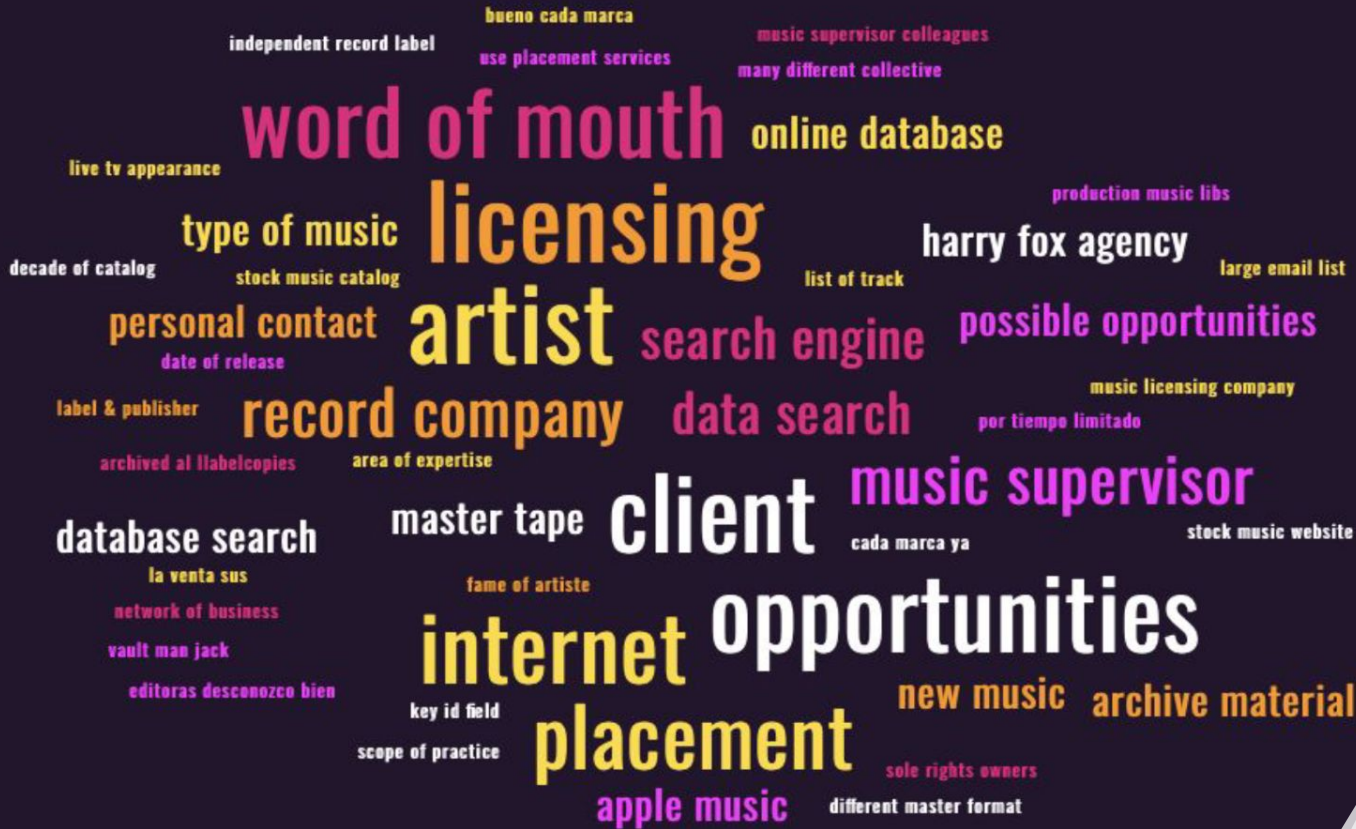 bueno cada marca
independent record label
music supervisor colleagues
use placement services
many different collective
word of mouth
online database
live tv appearance
licensing
production music libs
type of music
harry fox agency
decade of catalog
stock music catalog
list of track
large email list
personal contact
artist
search engine
possible opportunities
date of release
music licensing company
label & publisher
record company
data search
por tiempo limitado
archived al llabelcopies
area of expertise
music supervisor
client
master tape
database search
cada marca ya
stock music website
la venta sus
fame of artiste
network of business
opportunities
internet
vault man jack
editoras desconozco bien
new music
archive material
key id field
placement
scope of practice
sole rights owners
apple music
different master format